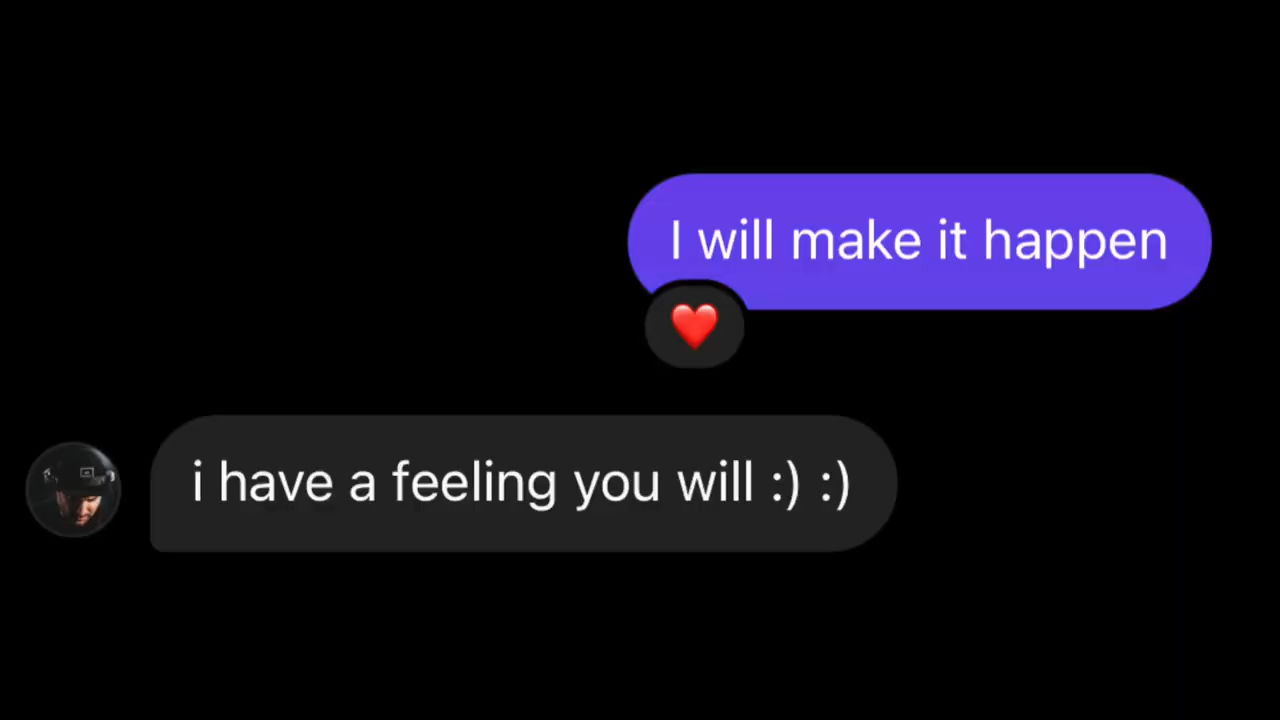 I will make it happen
❤️
i have a feeling you will :) :)